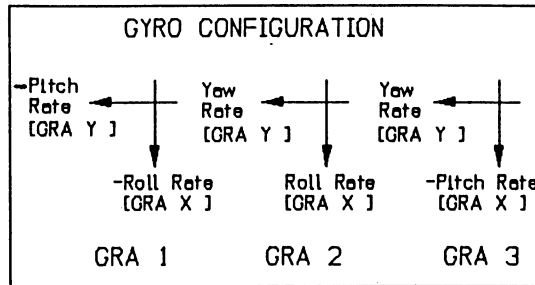 GYRO CONFIGURATION
-Pitch
Rate
[GRA Y ]
-Roll Rate
[GRA X ]
GRA 1
Yaw
Rate
[GRA Y ]
Roll Rate
[GRA X ]
GRA 2
Yaw
Rate
[GRA Y ]
-Pitch Rate
[GRA X ]
GRA 3